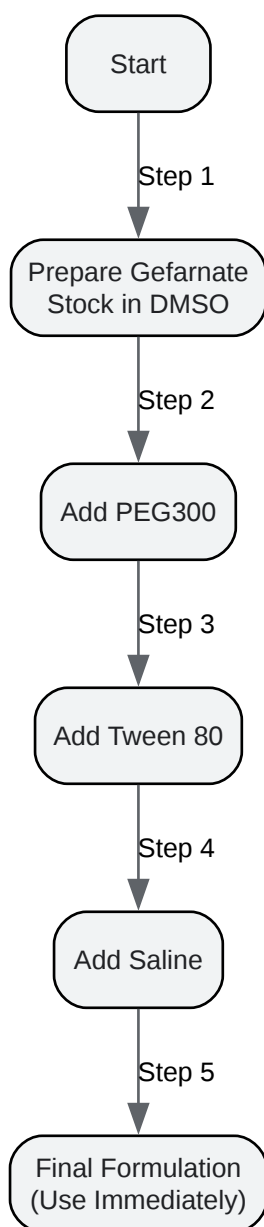 Start
Step 1
Prepare Gefarnate
Stock in DMSO
Step 2
Add PEG300
Step 3
Add Tween 80
Step 4
Add Saline
Step 5
Final Formulation
(Use Immediately)